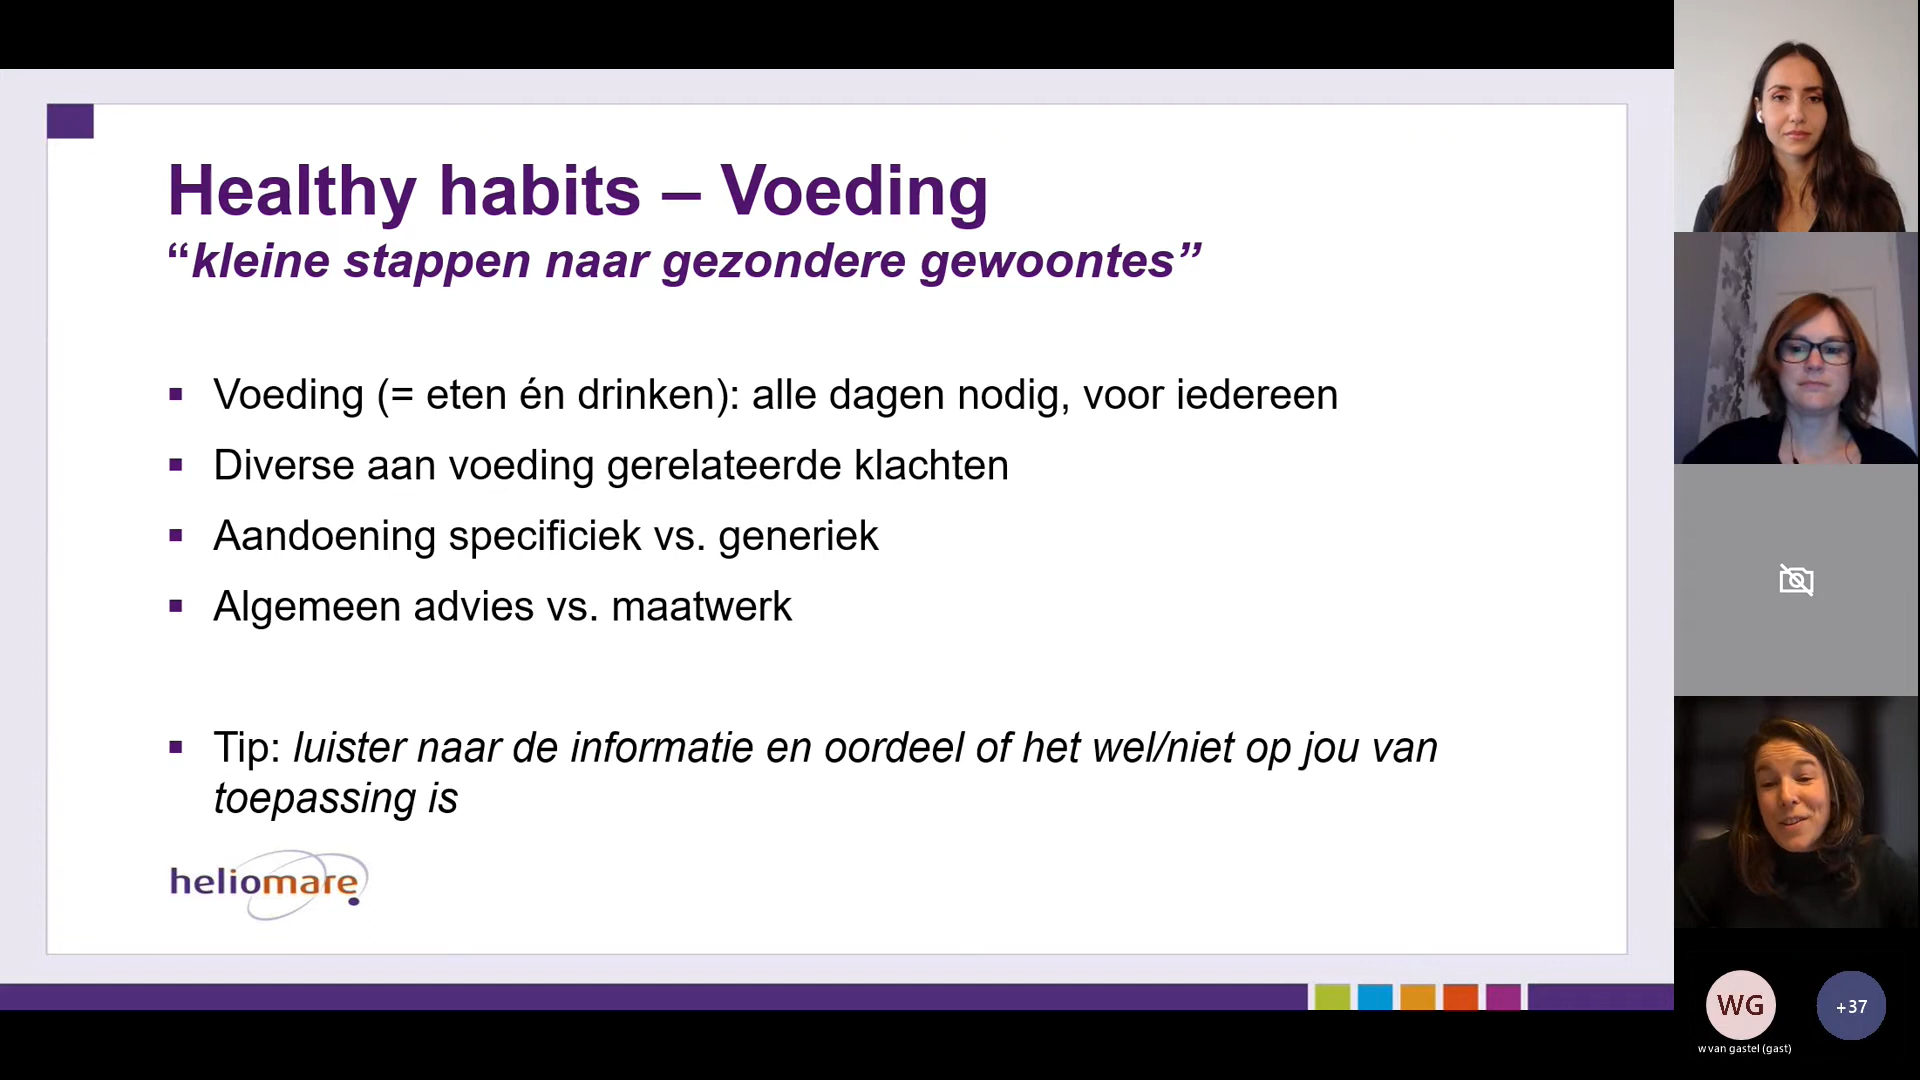 Healthy habits – Voeding
“kleine stappen naar gezondere gewoontes”
▪ Voeding (= eten én drinken): alle dagen nodig, voor iedereen
▪ Diverse aan voeding gerelateerde klachten
▪ Aandoening specificiek vs. generiek
▪ Algemeen advies vs. maatwerk
▪ Tip: luister naar de informatie en oordeel of het wel/niet op jou van
toepassing is
heliomare
WG
+37
w van gastel (gast)